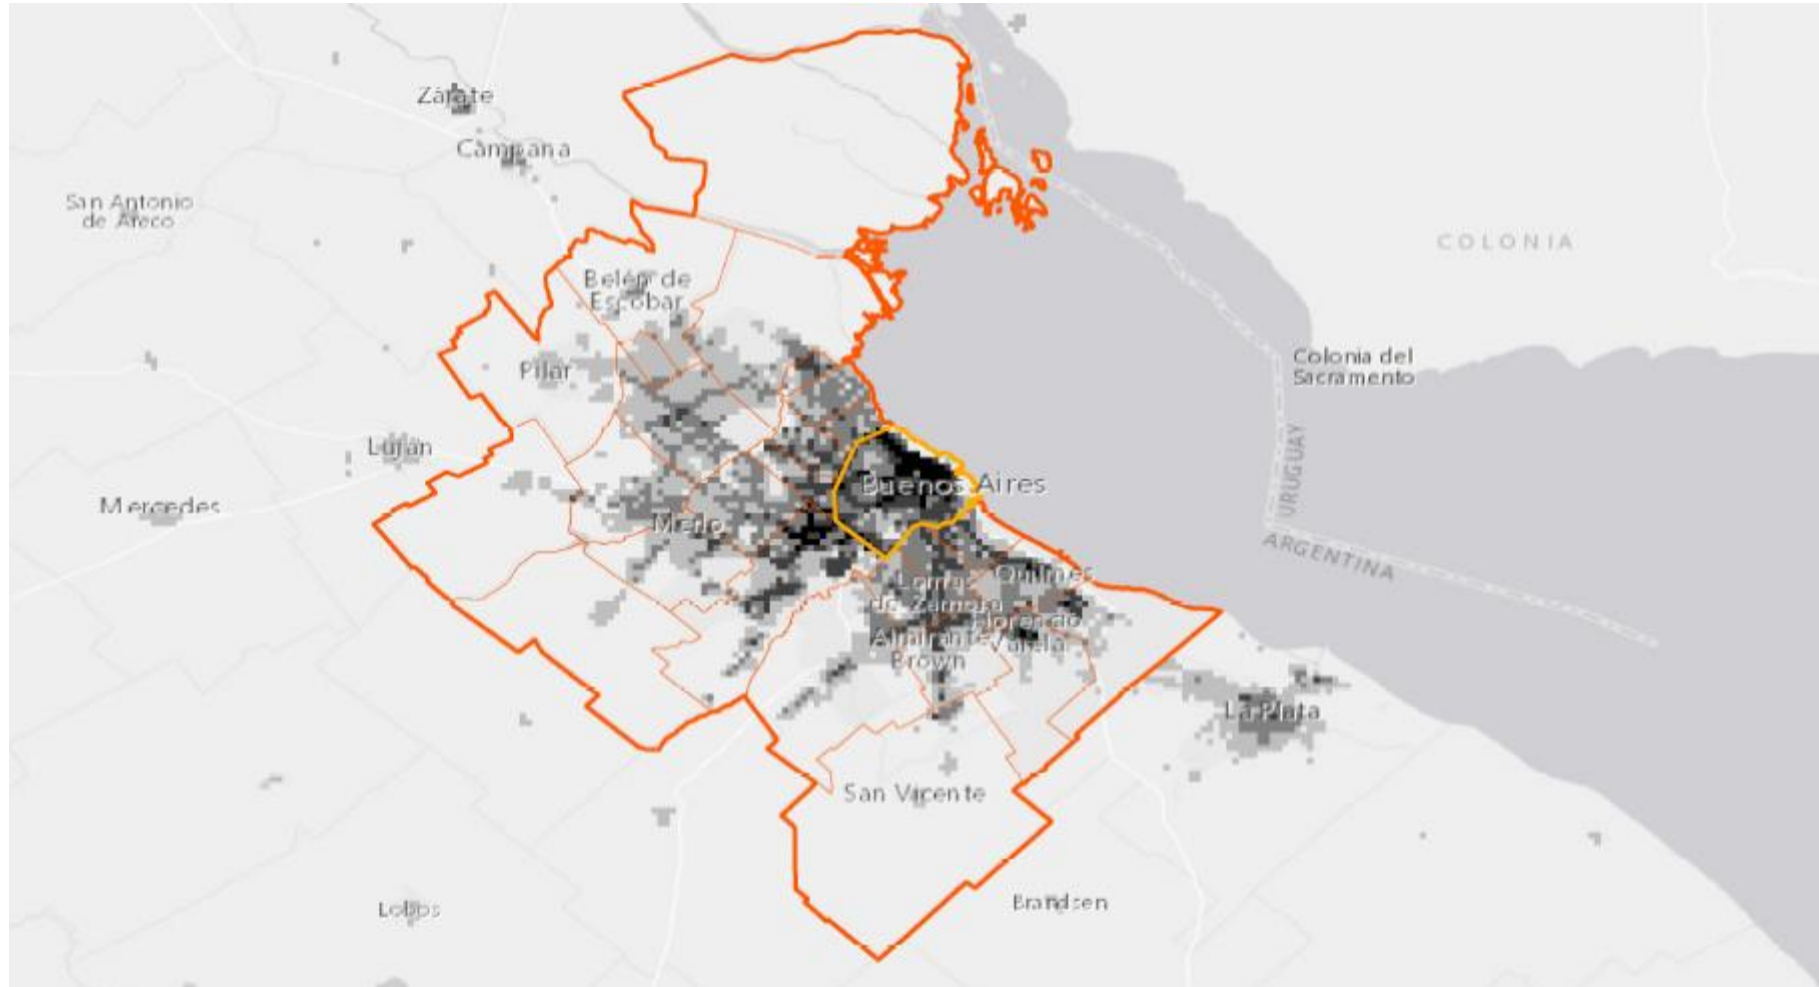 Zárate
Campana
San Antonio
de Areco
COLONIA
Belén de
Escobar
Colonia del
Sacramento
Pilar
Luján
URUGUAY
Buenos Aires
Mercedes
Merlo
ARGENTINA
Quilmes
Lomas
de Zamora
Florencio
Varela
Almirante
Brown
La Plata
San Vicente
Brandsen
Lobos